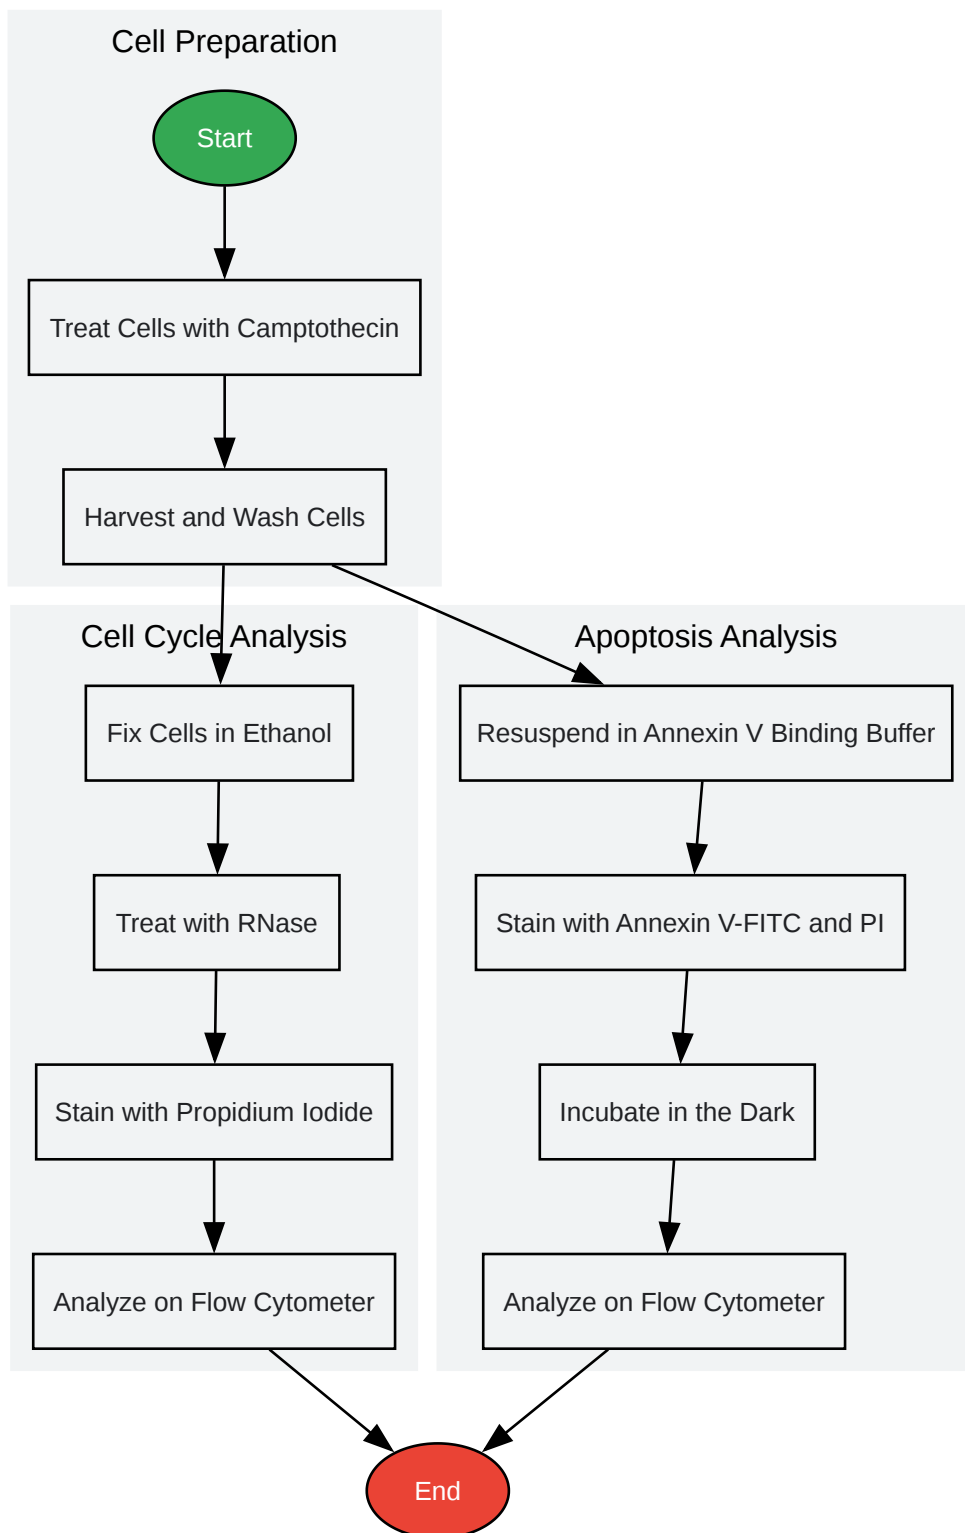 Cell Preparation
Start
Treat Cells with Camptothecin
Harvest and Wash Cells
Cell Cycle Analysis
Fix Cells in Ethanol
Treat with RNase
Stain with Propidium Iodide
Analyze on Flow Cytometer
Apoptosis Analysis
Resuspend in Annexin V Binding Buffer
Stain with Annexin V-FITC and PI
Incubate in the Dark
Analyze on Flow Cytometer
End